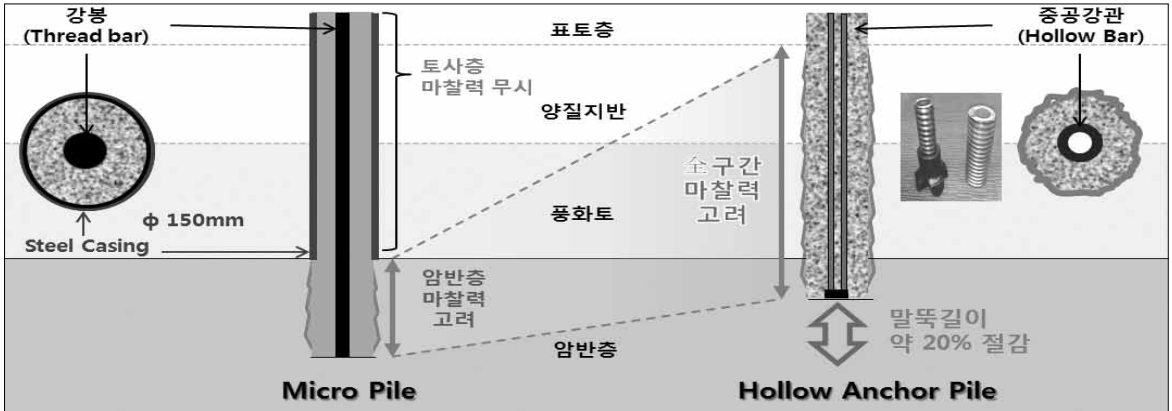 강봉
(Thread bar)
Steel Casing
ф 150mm
토사층
마찰력 무시
암반층
마찰력
고려
Micro Pile
표토층
양질지반
풍화토
암반층
全 구간
마찰력
고려
중공강관
(Hollow Bar)
말뚝길이
약 20% 절감
Hollow Anchor Pile